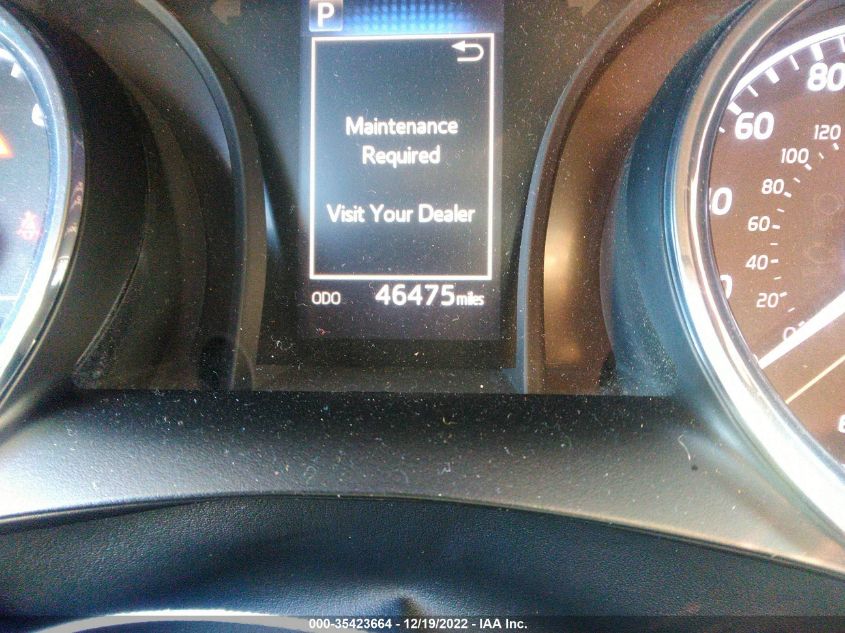 P
Maintenance
Required
Visit Your Dealer
ODO 46475 miles
80
60
120
100
80
60
40
20
0
000-35423664 - 12/19/2022 - IAA Inc.